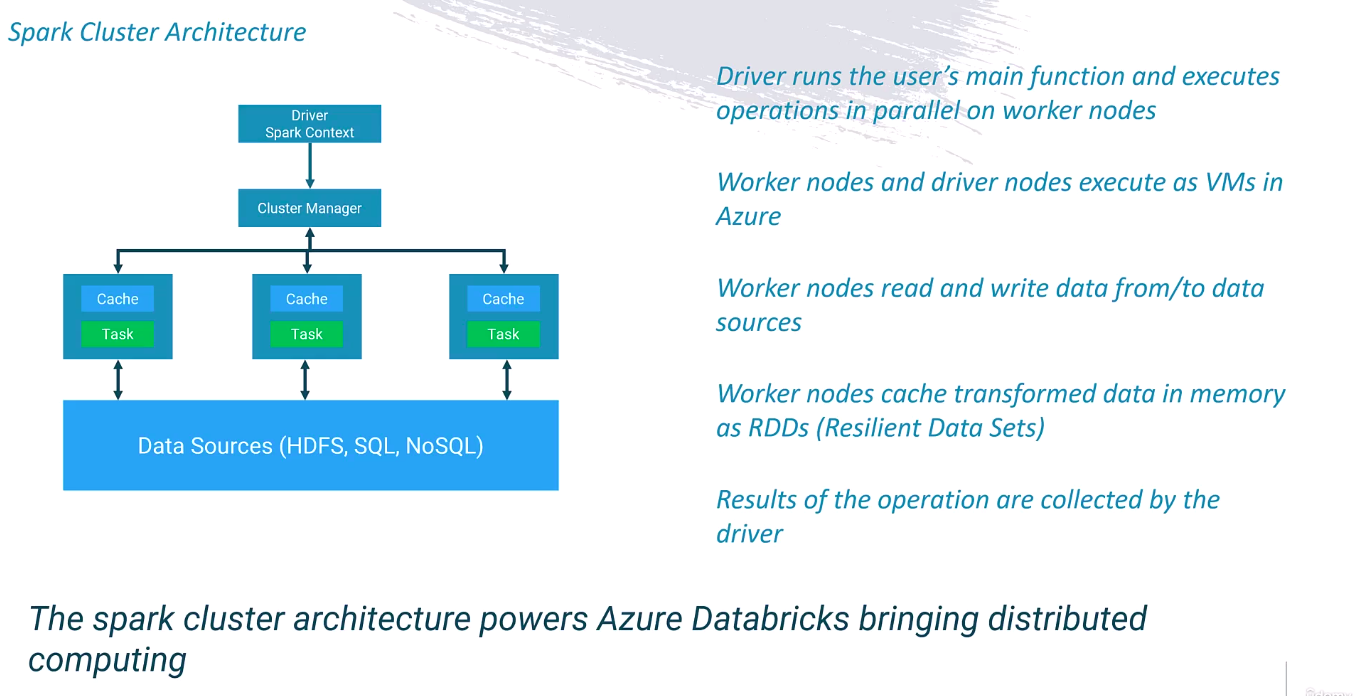 Spark Cluster Architecture
Driver
Spark Context
Cluster Manager
Cache
Task
Cache
Task
Cache
Task
Data Sources (HDFS, SQL, NoSQL)
Driver runs the user's main function and executes
operations in parallel on worker nodes
Worker nodes and driver nodes execute as VMs in
Azure
Worker nodes read and write data from/to data
sources
Worker nodes cache transformed data in memory
as RDDs (Resilient Data Sets)
Results of the operation are collected by the
driver
The spark cluster architecture powers Azure Databricks bringing distributed
computing